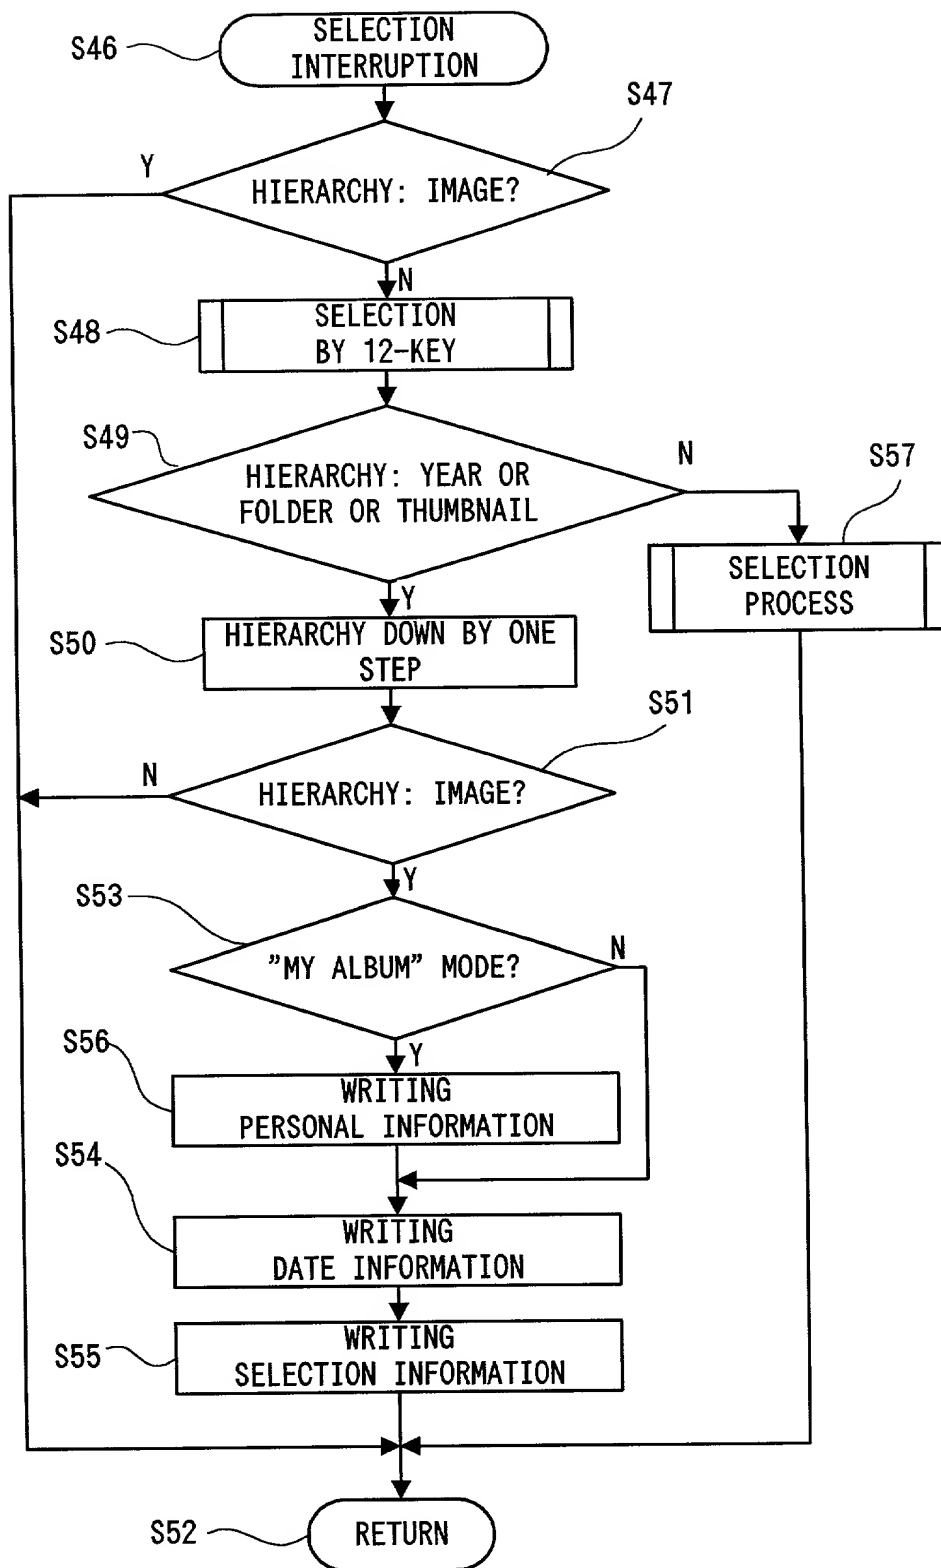 S46
SELECTION
INTERRUPTION
S47
Y
HIERARCHY: IMAGE?
N
S48
SELECTION
BY 12-KEY
S49
HIERARCHY: YEAR OR
FOLDER OR THUMBNAIL
N
S57
SELECTION
PROCESS
Y
S50
HIERARCHY DOWN BY ONE
STEP
S51
N
HIERARCHY: IMAGE?
Y
S53
"MY ALBUM" MODE?
N
S56
Y
WRITING
PERSONAL INFORMATION
S54
WRITING
DATE INFORMATION
S55
WRITING
SELECTION INFORMATION
S52
RETURN